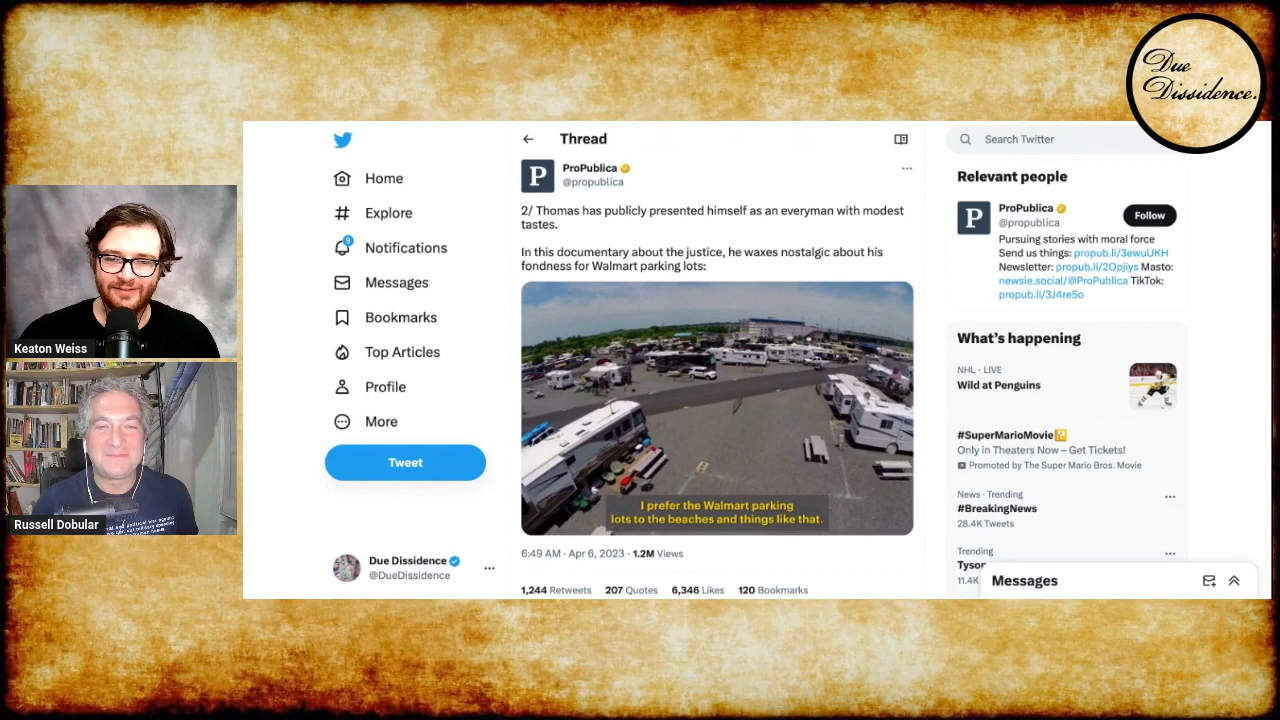 Due
Dissidence.
Keaton Weiss
Russell Dobular
Home
Explore
9
Notifications
Messages
Bookmarks
Top Articles
Profile
More
Tweet
Due Dissidence
@DueDissidence
Thread
P
ProPublica
@propublica
2/ Thomas has publicly presented himself as an everyman with modest
tastes.
In this documentary about the justice, he waxes nostalgic about his
fondness for Walmart parking lots:
I prefer the Walmart parking
lots to the beaches and things like that.
6:49 AM · Apr 6, 2023 · 1.2M Views
1,244 Retweets 207 Quotes 6,346 Likes 120 Bookmarks
Search Twitter
Relevant people
P
ProPublica
@propublica
Follow
Pursuing stories with moral force
Send us things: propub.li/3ewuUKH
Newsletter: propub.li/2Opjiys Masto:
newsie.social/@ProPublica TikTok:
propub.li/3J4re5o
What's happening
NHL · LIVE
Wild at Penguins
#SuperMarioMovie
Only in Theaters Now – Get Tickets!
Promoted by The Super Mario Bros. Movie
News · Trending
#BreakingNews
28.4K Tweets
Trending
Tyson
11.4K
Messages